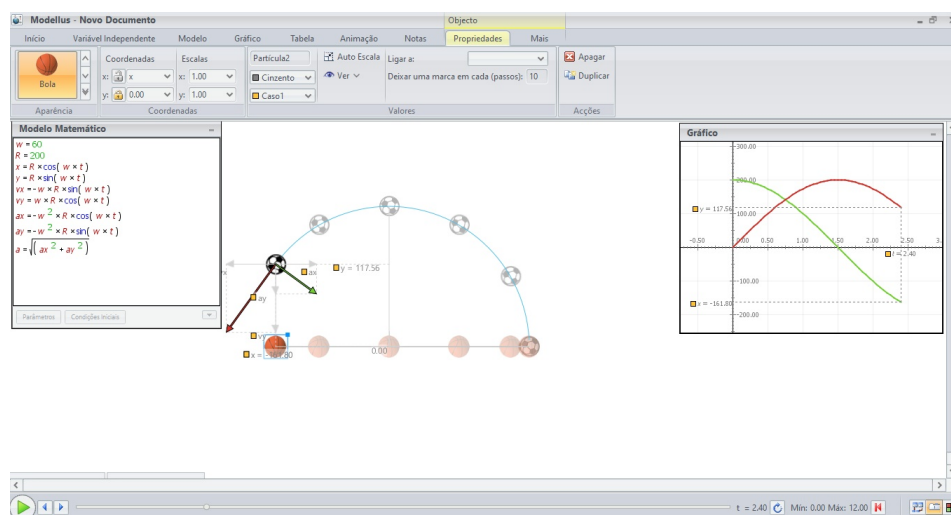 Modellus - Novo Documento
Objecto
Início Variável Independente Modelo Gráfico Tabela Animação Notas Propriedades Mais
Bola
Coordenadas Escalas
x: x x: 1.00
y: 0.00 y: 1.00
Partícula2 Auto Escala Ligar a:
Cinzento Ver Deixar uma marca em cada (passos): 10
Caso1
Apagar
Duplicar
Aparência Coordenadas Valores Acções
Modelo Matemático
w = 60
R = 200
x = R × cos( w × t )
y = R × sin( w × t )
vx = - w × R × sin( w × t )
vy = w × R × cos( w × t )
ax = - w 2 × R × cos( w × t )
ay = - w 2 × R × sin( w × t )
a = √( ax 2 + ay 2 )
Parâmetros Condições Iniciais
ax
y = 117.56
ay
x = -161.80
0.00
Gráfico
300.00
200.00
y = 117.56
100.00
-0.50 0.00 0.50 1.00 1.50 2.00 2.50 3.
t = 2.40
-100.00
x = -161.80
-200.00
t = 2.40 Mín: 0.00 Máx: 12.00